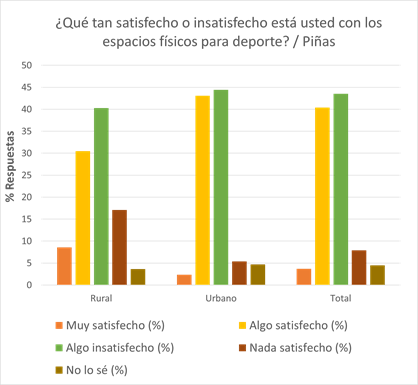 ¿Qué tan satisfecho o insatisfecho está usted con los
espacios físicos para deporte? / Piñas
% Respuestas
50
45
40
35
30
25
20
15
10
5
0
Rural
Urbano
Total
Muy satisfecho (%)
Algo satisfecho (%)
Algo insatisfecho (%)
Nada satisfecho (%)
No lo sé (%)